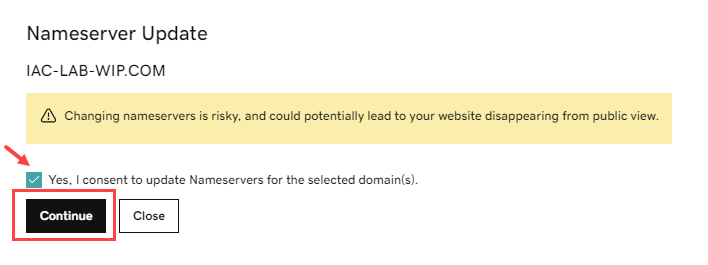 Nameserver Update
IAC-LAB-WIP.COM
Changing nameservers is risky, and could potentially lead to your website disappearing from public view.
Yes, I consent to update Nameservers for the selected domain(s).
Continue Close